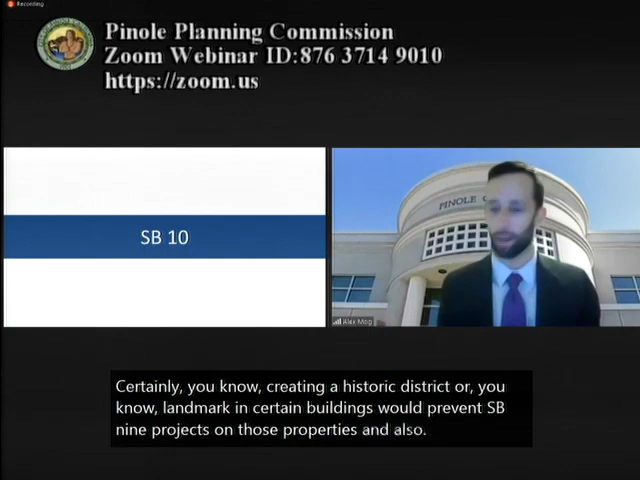 Recording
Pinole Planning Commission
Zoom Webinar ID:876 3714 9010
https://zoom.us
SB 10
PINOLE
Alex Mog
Certainly, you know, creating a historic district or, you
know, landmark in certain buildings would prevent SB
nine projects on those properties and also.